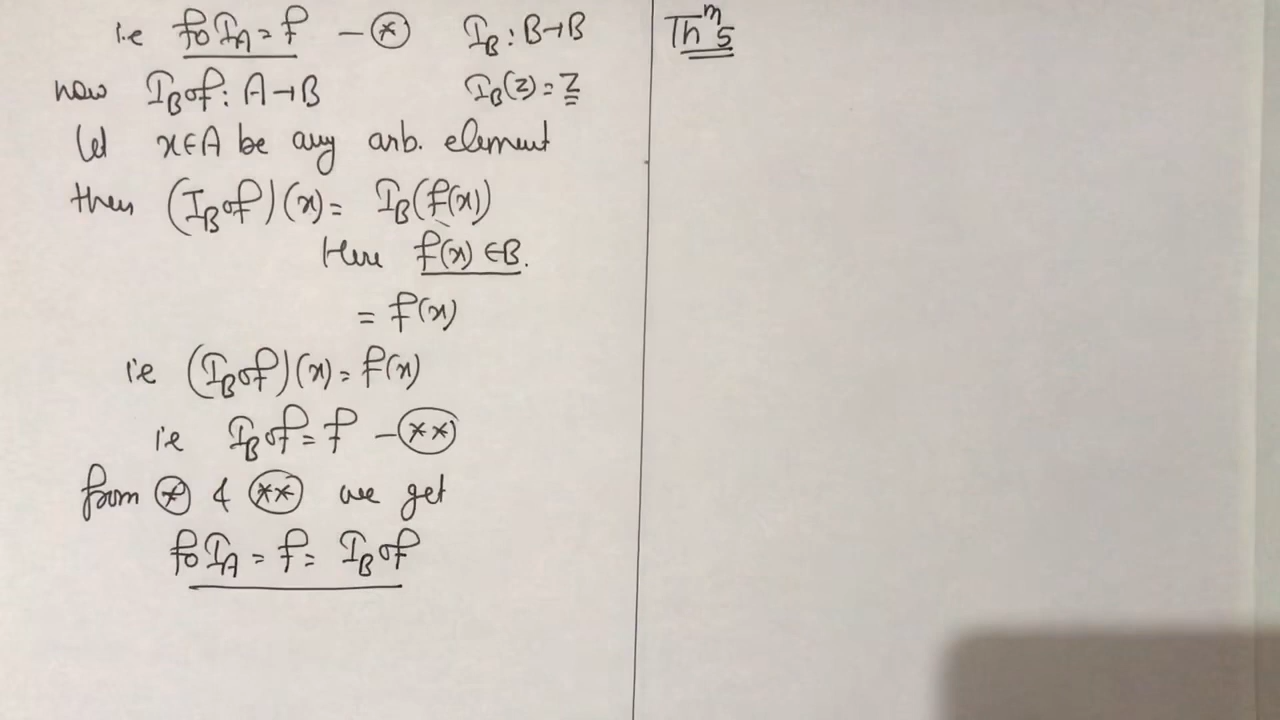 i.e foI_A = f — (*) I_B : B→B
now I_Bof : A→B I_B(z) = z
Let x∈A be any arb. element
then (I_Bof)(x) = I_B(f(x))
Here f(x) ∈B.
= f(x)
i.e (I_Bof)(x) = f(x)
i.e I_Bof = f — (**)
from (*) & (**) we get
foI_A = f = I_Bof
Th^m 5